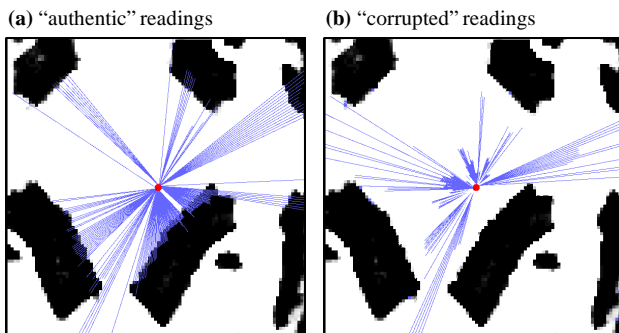 (a) “authentic” readings
(b) “corrupted” readings